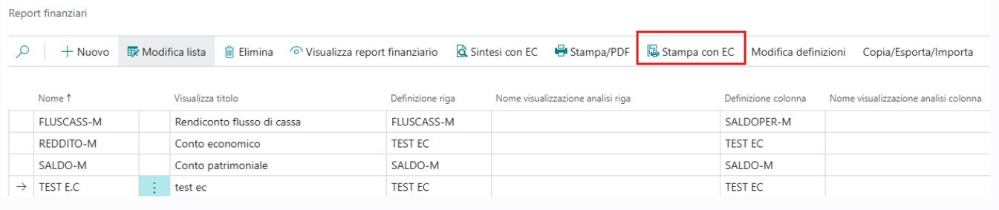 Report finanziari
Nuovo Modifica lista Elimina Visualizza report finanziario Sintesi con EC Stampa/PDF Stampa con EC Modifica definizioni Copia/Esporta/Importa
Nome ↑ Visualizza titolo Definizione riga Nome visualizzazione analisi riga Definizione colonna Nome visualizzazione analisi colonna
FLUSCASS-M Rendiconto flusso di cassa FLUSCASS-M SALDOPER-M
REDDITO-M Conto economico TEST EC TEST EC
SALDO-M Conto patrimoniale SALDO-M SALDO-M
→ TEST E.C test ec TEST EC TEST EC